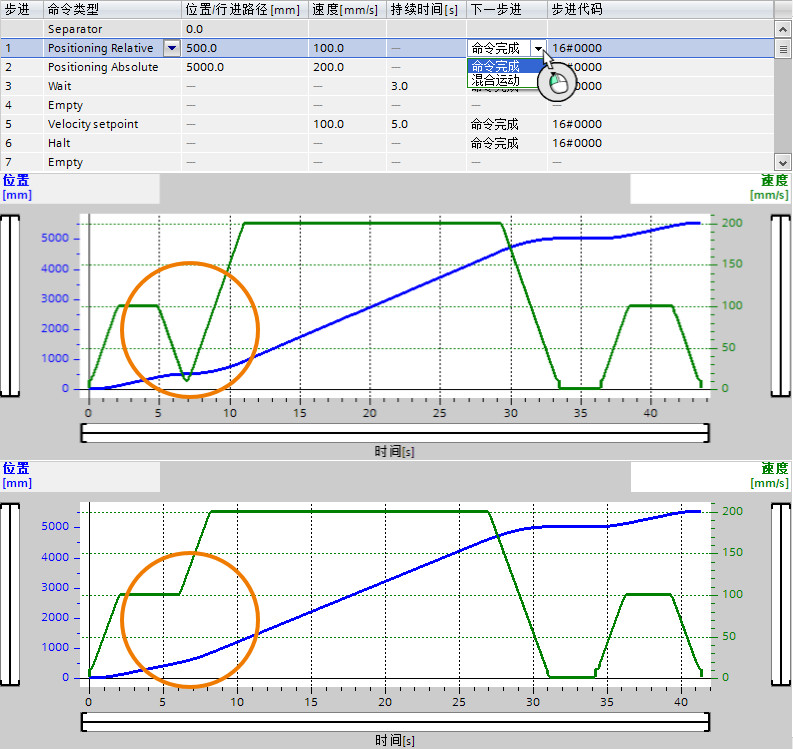 步进 命令类型 位置/行进路径 [mm] 速度[mm/s] 持续时间[s] 下一步进 步进代码
Separator 0.0
1 Positioning Relative 500.0 100.0 — 命令完成 16#0000
2 Positioning Absolute 5000.0 200.0 — 命令完成 16#0000
3 Wait — — 3.0 混合运动 16#0000
4 Empty — — — — —
5 Velocity setpoint — 100.0 5.0 命令完成 16#0000
6 Halt — — — 命令完成 16#0000
7 Empty — — — — —
位置 速度
[mm] [mm/s]
5000 200
4000 150
3000
2000 100
1000 50
0 0
0 5 10 15 20 25 30 35 40
时间[s]
位置 速度
[mm] [mm/s]
5000 200
4000 150
3000
2000 100
1000 50
0 0
0 5 10 15 20 25 30 35 40
时间[s]